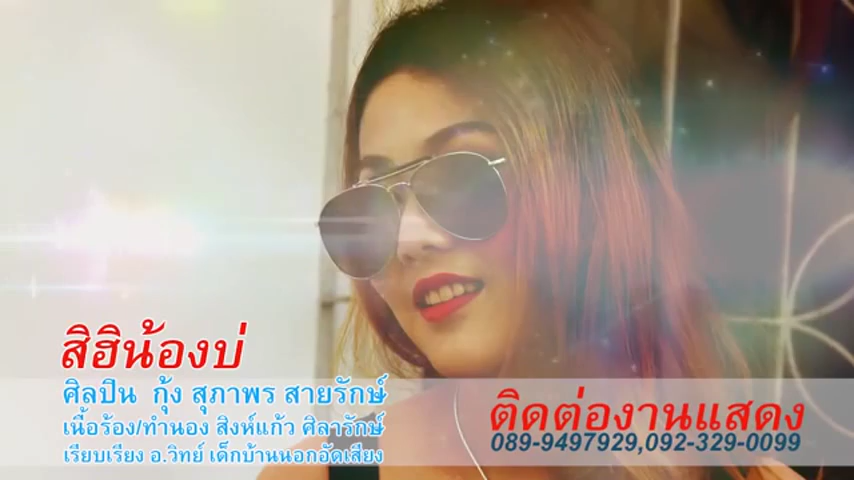 สิฮิน้องบ่
ศิลปิน กุ้ง สุภาพร สายรักษ์
เนื้อร้อง/ทำนอง สิงห์แก้ว ศิลารักษ์
เรียบเรียง อ.วิทย์ เด็กบ้านนอกอัดเสียง
ติดต่องานแสดง
089-9497929,092-329-0099